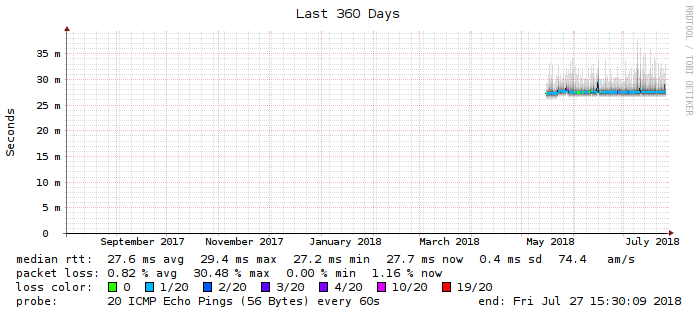 Last 360 Days
RRDTOOL / TOBI OETIKER
Seconds
35 m
30 m
25 m
20 m
15 m
10 m
5 m
0
September 2017 November 2017 January 2018 March 2018 May 2018 July 2018
median rtt: 27.6 ms avg 29.4 ms max 27.2 ms min 27.7 ms now 0.4 ms sd 74.4 am/s
packet loss: 0.82 % avg 30.48 % max 0.00 % min 1.16 % now
loss color: 0 1/20 2/20 3/20 4/20 10/20 19/20
probe: 20 ICMP Echo Pings (56 Bytes) every 60s end: Fri Jul 27 15:30:09 2018